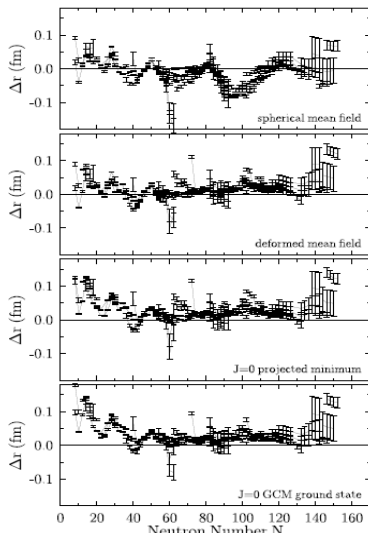 0.1
0.0
-0.1
Δr (fm)
spherical mean field
0.1
0.0
-0.1
Δr (fm)
deformed mean field
0.1
0.0
-0.1
Δr (fm)
J=0 projected minimum
0.1
0.0
-0.1
Δr (fm)
J=0 GCM ground state
0 20 40 60 80 100 120 140 160
Neutron Number N